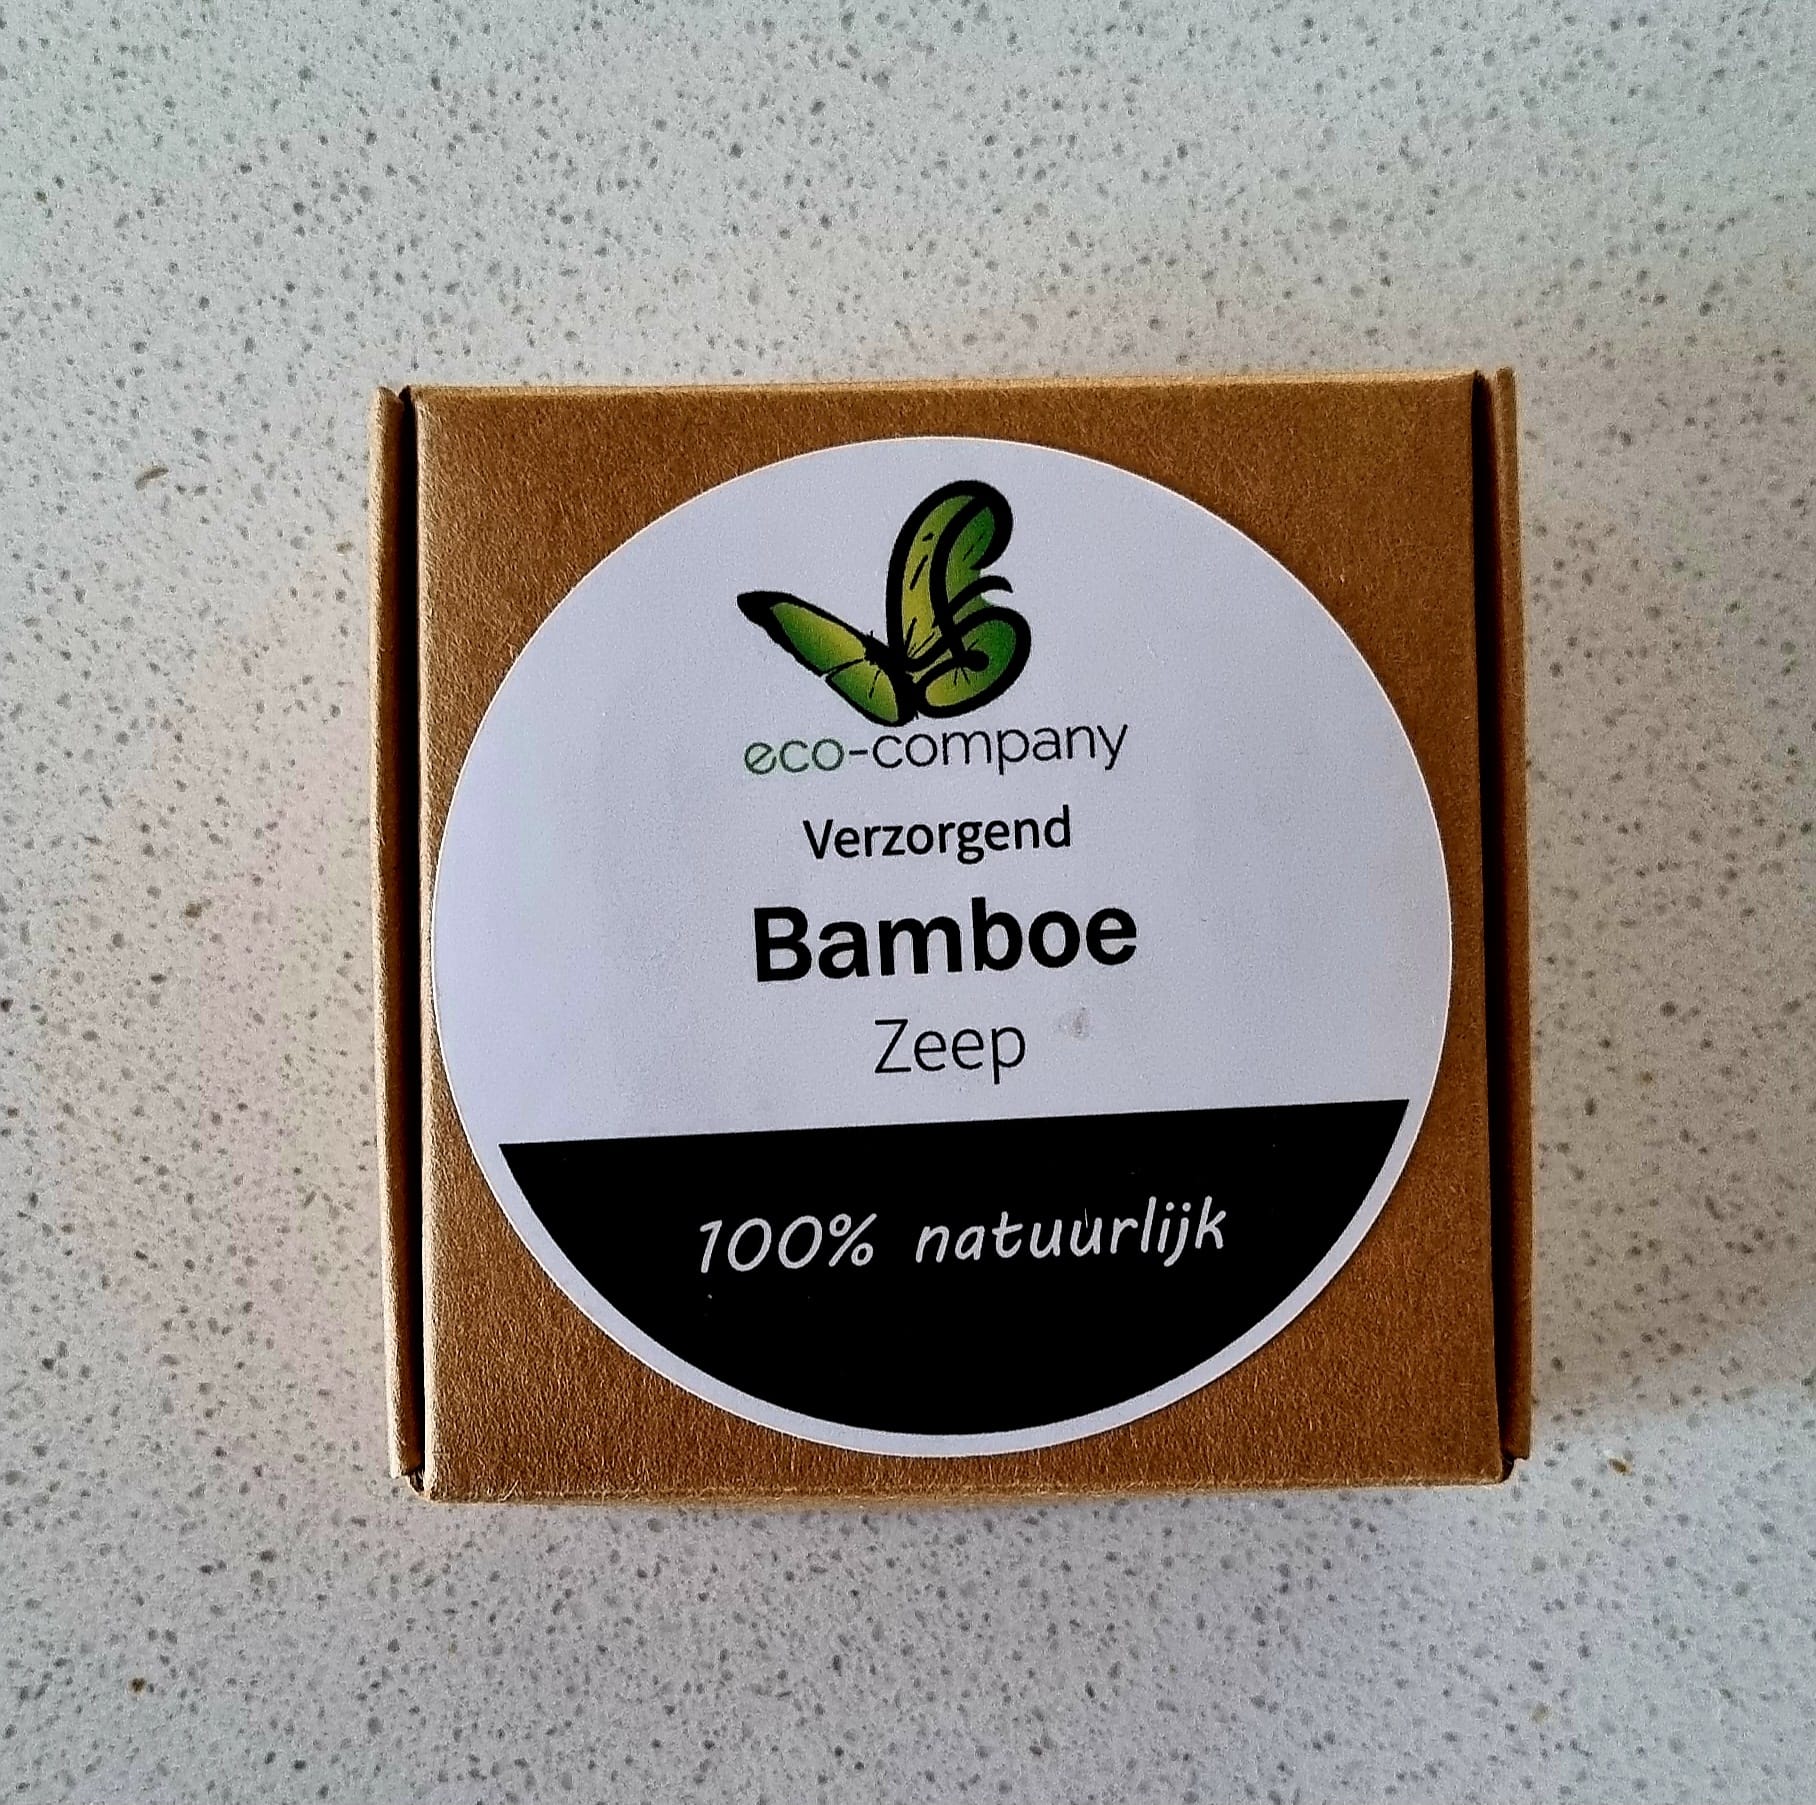 eco-company
Verzorgend
Bamboe
Zeep
100% natuurlijk